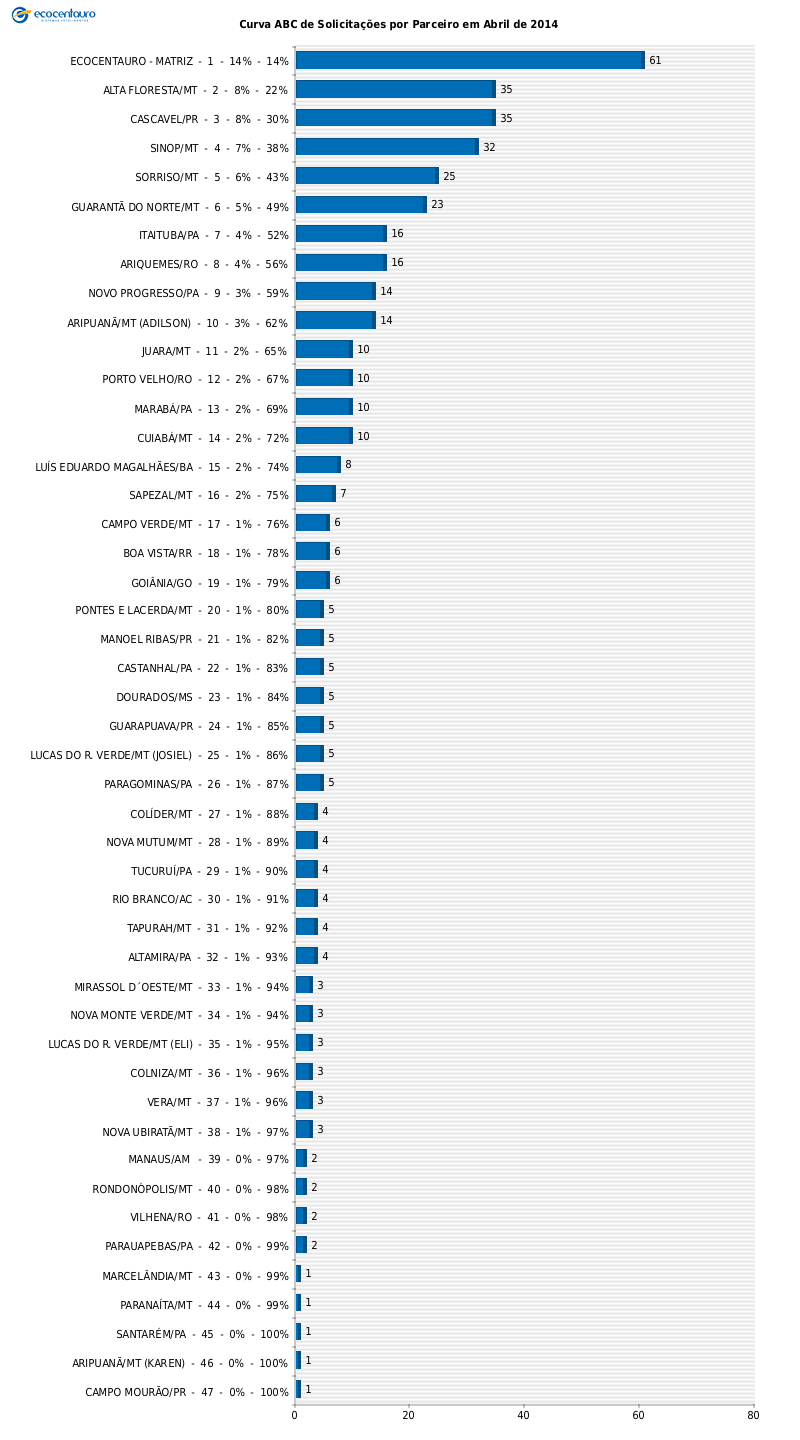 ecocentauro
Curva ABC de Solicitações por Parceiro em Abril de 2014
ECOCENTAURO - MATRIZ - 1 - 14% - 14% 61
ALTA FLORESTA/MT - 2 - 8% - 22% 35
CASCAVEL/PR - 3 - 8% - 30% 35
SINOP/MT - 4 - 7% - 38% 32
SORRISO/MT - 5 - 6% - 43% 25
GUARANTÃ DO NORTE/MT - 6 - 5% - 49% 23
ITAITUBA/PA - 7 - 4% - 52% 16
ARIQUEMES/RO - 8 - 4% - 56% 16
NOVO PROGRESSO/PA - 9 - 3% - 59% 14
ARIPUANÃ/MT (ADILSON) - 10 - 3% - 62% 14
JUARA/MT - 11 - 2% - 65% 10
PORTO VELHO/RO - 12 - 2% - 67% 10
MARABÁ/PA - 13 - 2% - 69% 10
CUIABÁ/MT - 14 - 2% - 72% 10
LUÍS EDUARDO MAGALHÃES/BA - 15 - 2% - 74% 8
SAPEZAL/MT - 16 - 2% - 75% 7
CAMPO VERDE/MT - 17 - 1% - 76% 6
BOA VISTA/RR - 18 - 1% - 78% 6
GOIÂNIA/GO - 19 - 1% - 79% 6
PONTES E LACERDA/MT - 20 - 1% - 80% 5
MANOEL RIBAS/PR - 21 - 1% - 82% 5
CASTANHAL/PA - 22 - 1% - 83% 5
DOURADOS/MS - 23 - 1% - 84% 5
GUARAPUAVA/PR - 24 - 1% - 85% 5
LUCAS DO R. VERDE/MT (JOSIEL) - 25 - 1% - 86% 5
PARAGOMINAS/PA - 26 - 1% - 87% 5
COLÍDER/MT - 27 - 1% - 88% 4
NOVA MUTUM/MT - 28 - 1% - 89% 4
TUCURUÍ/PA - 29 - 1% - 90% 4
RIO BRANCO/AC - 30 - 1% - 91% 4
TAPURAH/MT - 31 - 1% - 92% 4
ALTAMIRA/PA - 32 - 1% - 93% 4
MIRASSOL D´OESTE/MT - 33 - 1% - 94% 3
NOVA MONTE VERDE/MT - 34 - 1% - 94% 3
LUCAS DO R. VERDE/MT (ELI) - 35 - 1% - 95% 3
COLNIZA/MT - 36 - 1% - 96% 3
VERA/MT - 37 - 1% - 96% 3
NOVA UBIRATÃ/MT - 38 - 1% - 97% 3
MANAUS/AM - 39 - 0% - 97% 2
RONDONÓPOLIS/MT - 40 - 0% - 98% 2
VILHENA/RO - 41 - 0% - 98% 2
PARAUAPEBAS/PA - 42 - 0% - 99% 2
MARCELÂNDIA/MT - 43 - 0% - 99% 1
PARANAÍTA/MT - 44 - 0% - 99% 1
SANTARÉM/PA - 45 - 0% - 100% 1
ARIPUANÃ/MT (KAREN) - 46 - 0% - 100% 1
CAMPO MOURÃO/PR - 47 - 0% - 100% 1
0 20 40 60 80